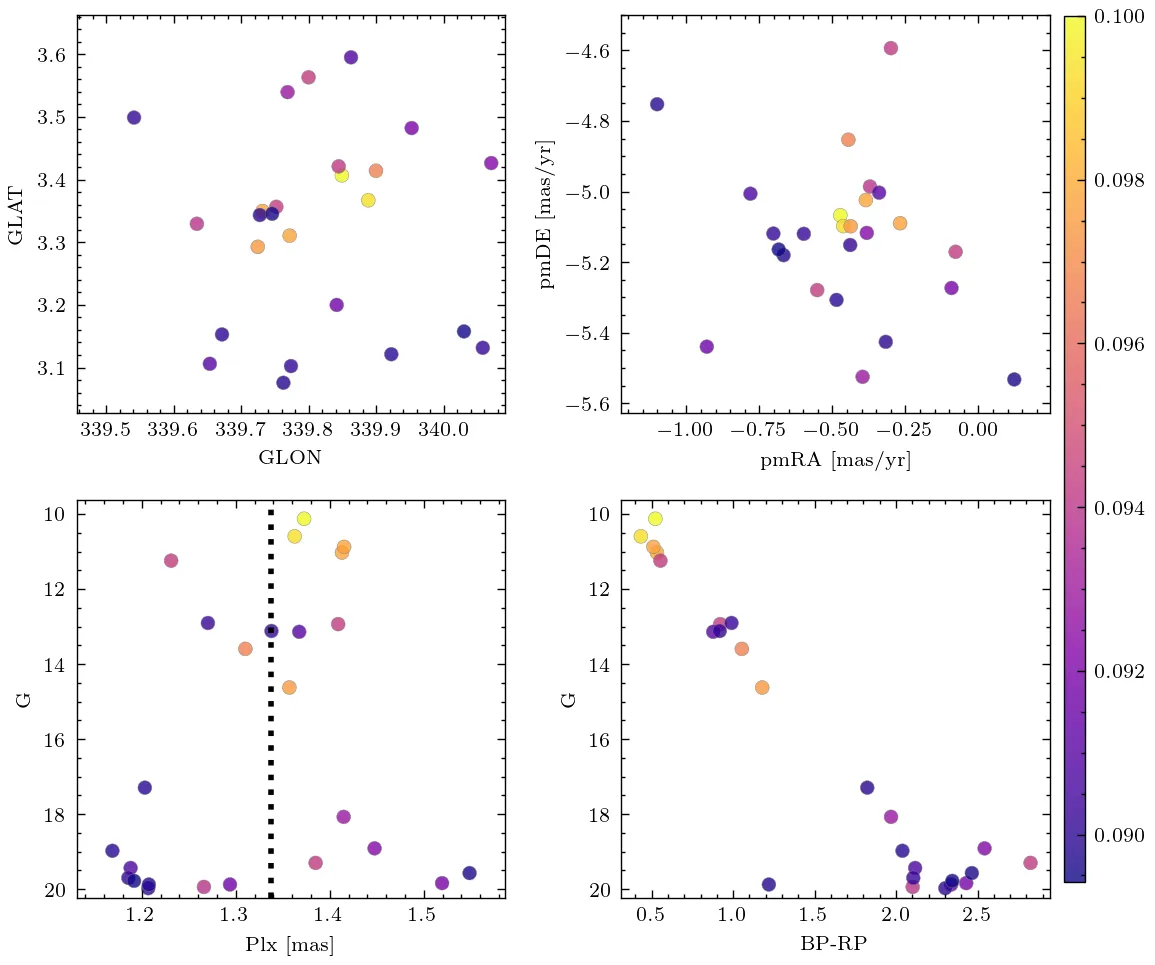 3.6
3.5
3.4
3.3
3.2
3.1
GLAT
339.5 339.6 339.7 339.8 339.9 340.0
GLON
−4.6
−4.8
−5.0
−5.2
−5.4
−5.6
pmDE [mas/yr]
−1.00 −0.75 −0.50 −0.25 0.00
pmRA [mas/yr]
0.100
0.098
0.096
0.094
0.092
0.090
10
12
14
16
18
20
G
1.2 1.3 1.4 1.5
Plx [mas]
10
12
14
16
18
20
G
0.5 1.0 1.5 2.0 2.5
BP-RP